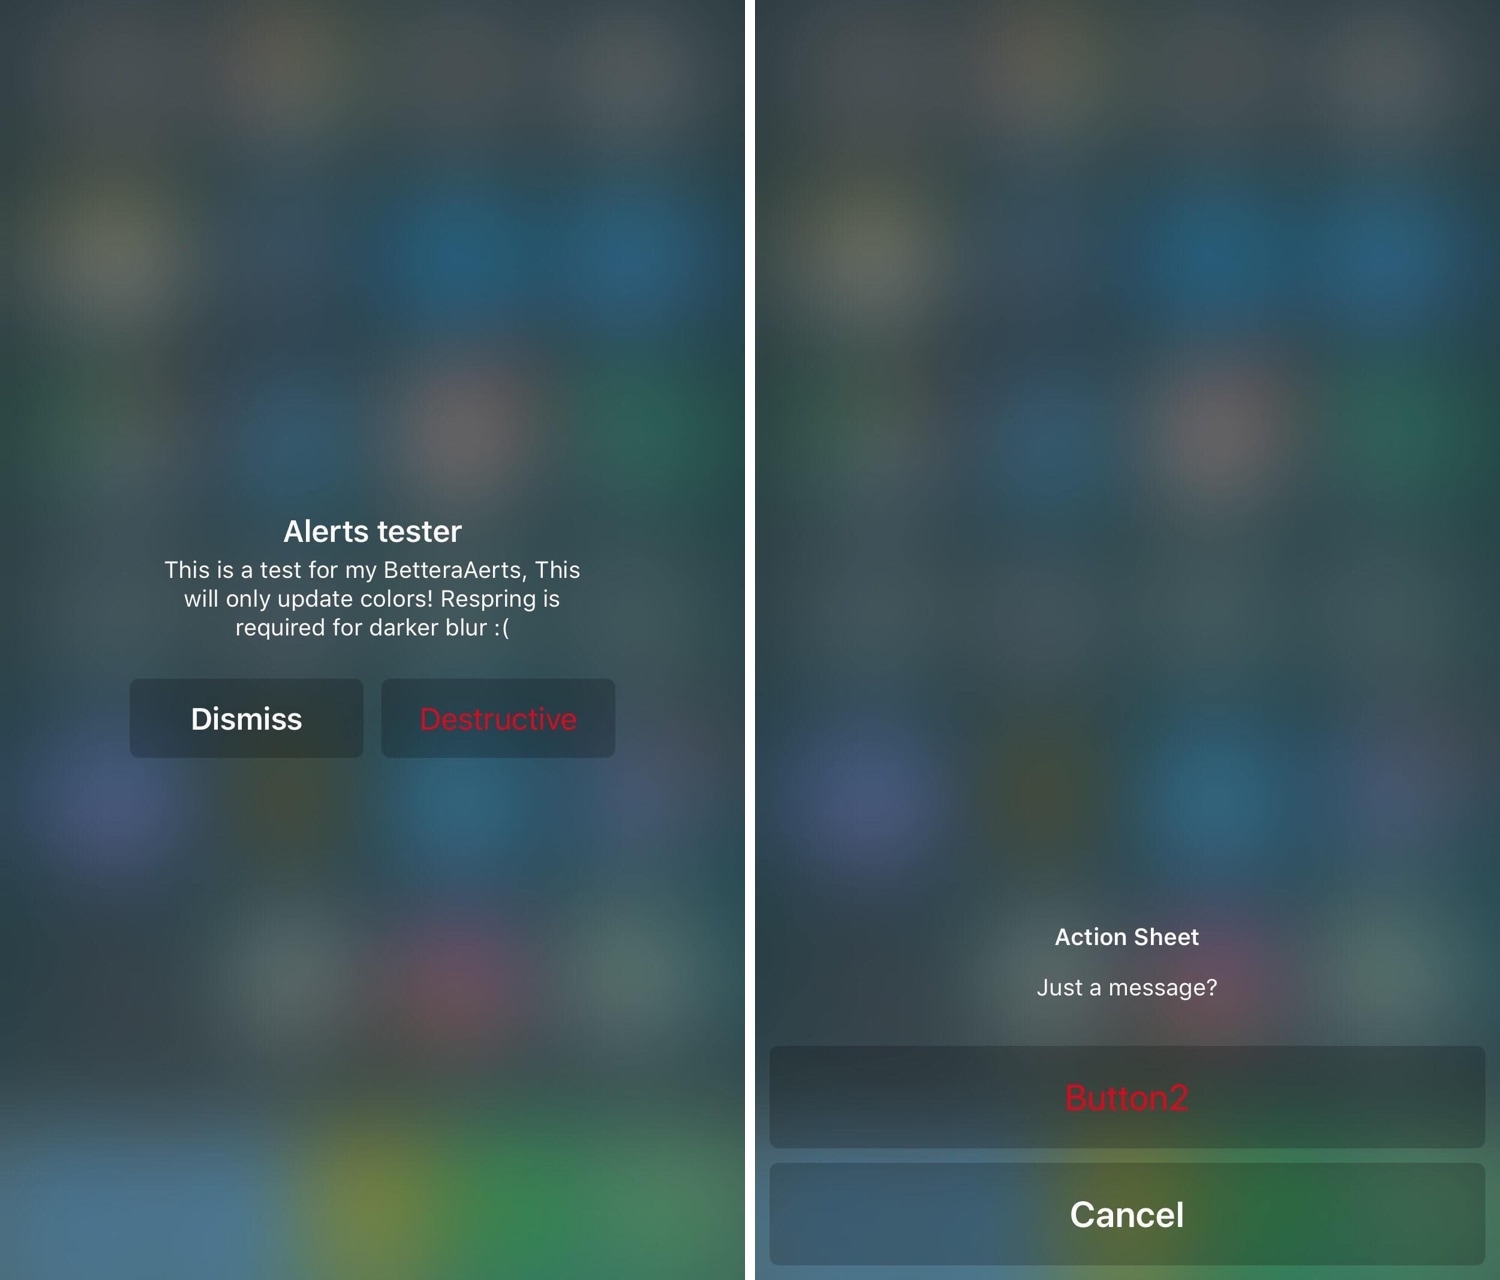 Alerts tester
This is a test for my BetteraAerts, This
will only update colors! Respring is
required for darker blur :(
Dismiss
Destructive
Action Sheet
Just a message?
Button2
Cancel